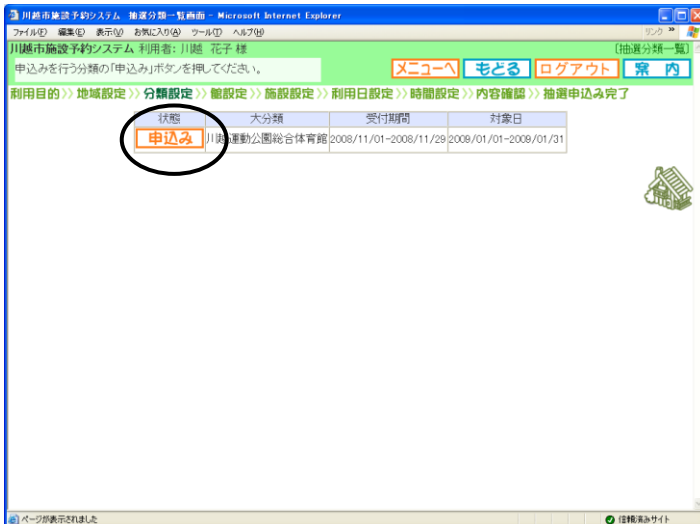 川越市施設予約システム 抽選分類一覧画面 - Microsoft Internet Explorer
ファイル(F) 編集(E) 表示(V) お気に入り(A) ツール(T) ヘルプ(H) リンク »
川越市施設予約システム 利用者: 川越 花子 様 [抽選分類一覧]
申込みを行う分類の「申込み」ボタンを押してください。 メニューへ もどる ログアウト 案 内
利用目的>> 地域設定>> 分類設定>> 館設定>> 施設設定>> 利用日設定>> 時間設定>> 内容確認>> 抽選申込み完了
状態 大分類 受付期間 対象日
申込み 川越運動公園総合体育館 2008/11/01-2008/11/29 2009/01/01-2009/01/31
ページが表示されました 信頼済みサイト